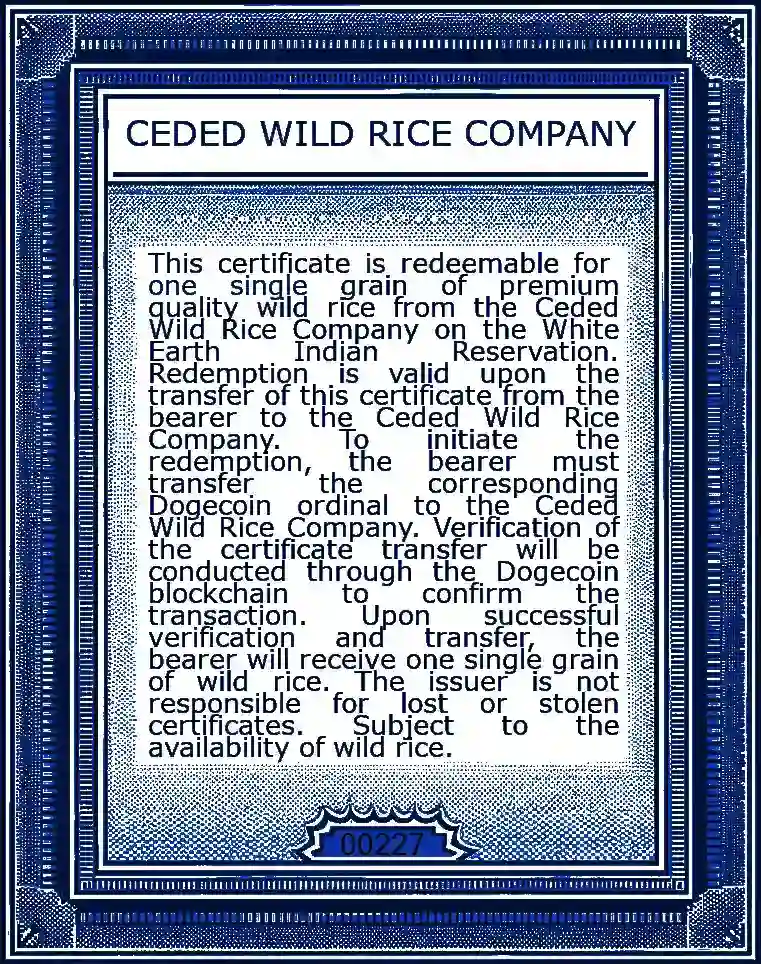 CEDED WILD RICE COMPANY
This certificate is redeemable for
one single grain of premium
quality wild rice from the Ceded
Wild Rice Company on the White
Earth Indian Reservation.
Redemption is valid upon the
transfer of this certificate from the
bearer to the Ceded Wild Rice
Company. To initiate the
redemption, the bearer must
transfer the corresponding
Dogecoin ordinal to the Ceded
Wild Rice Company. Verification of
the certificate transfer will be
conducted through the Dogecoin
blockchain to confirm the
transaction. Upon successful
verification and transfer, the
bearer will receive one single grain
of wild rice. The issuer is not
responsible for lost or stolen
certificates. Subject to the
availability of wild rice.
00227